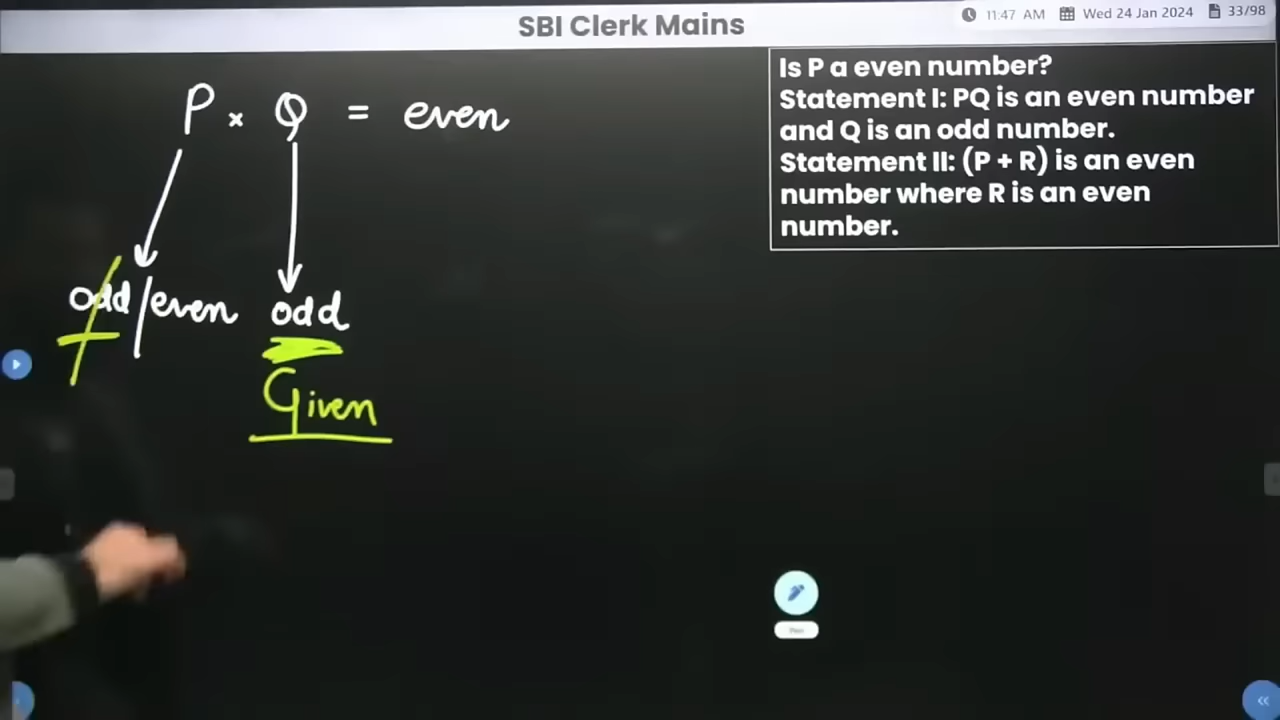 SBI Clerk Mains
11:47 AM Wed 24 Jan 2024 33/98
P × Q = even
odd/even odd
Given
Is P a even number?
Statement I: PQ is an even number
and Q is an odd number.
Statement II: (P + R) is an even
number where R is an even
number.